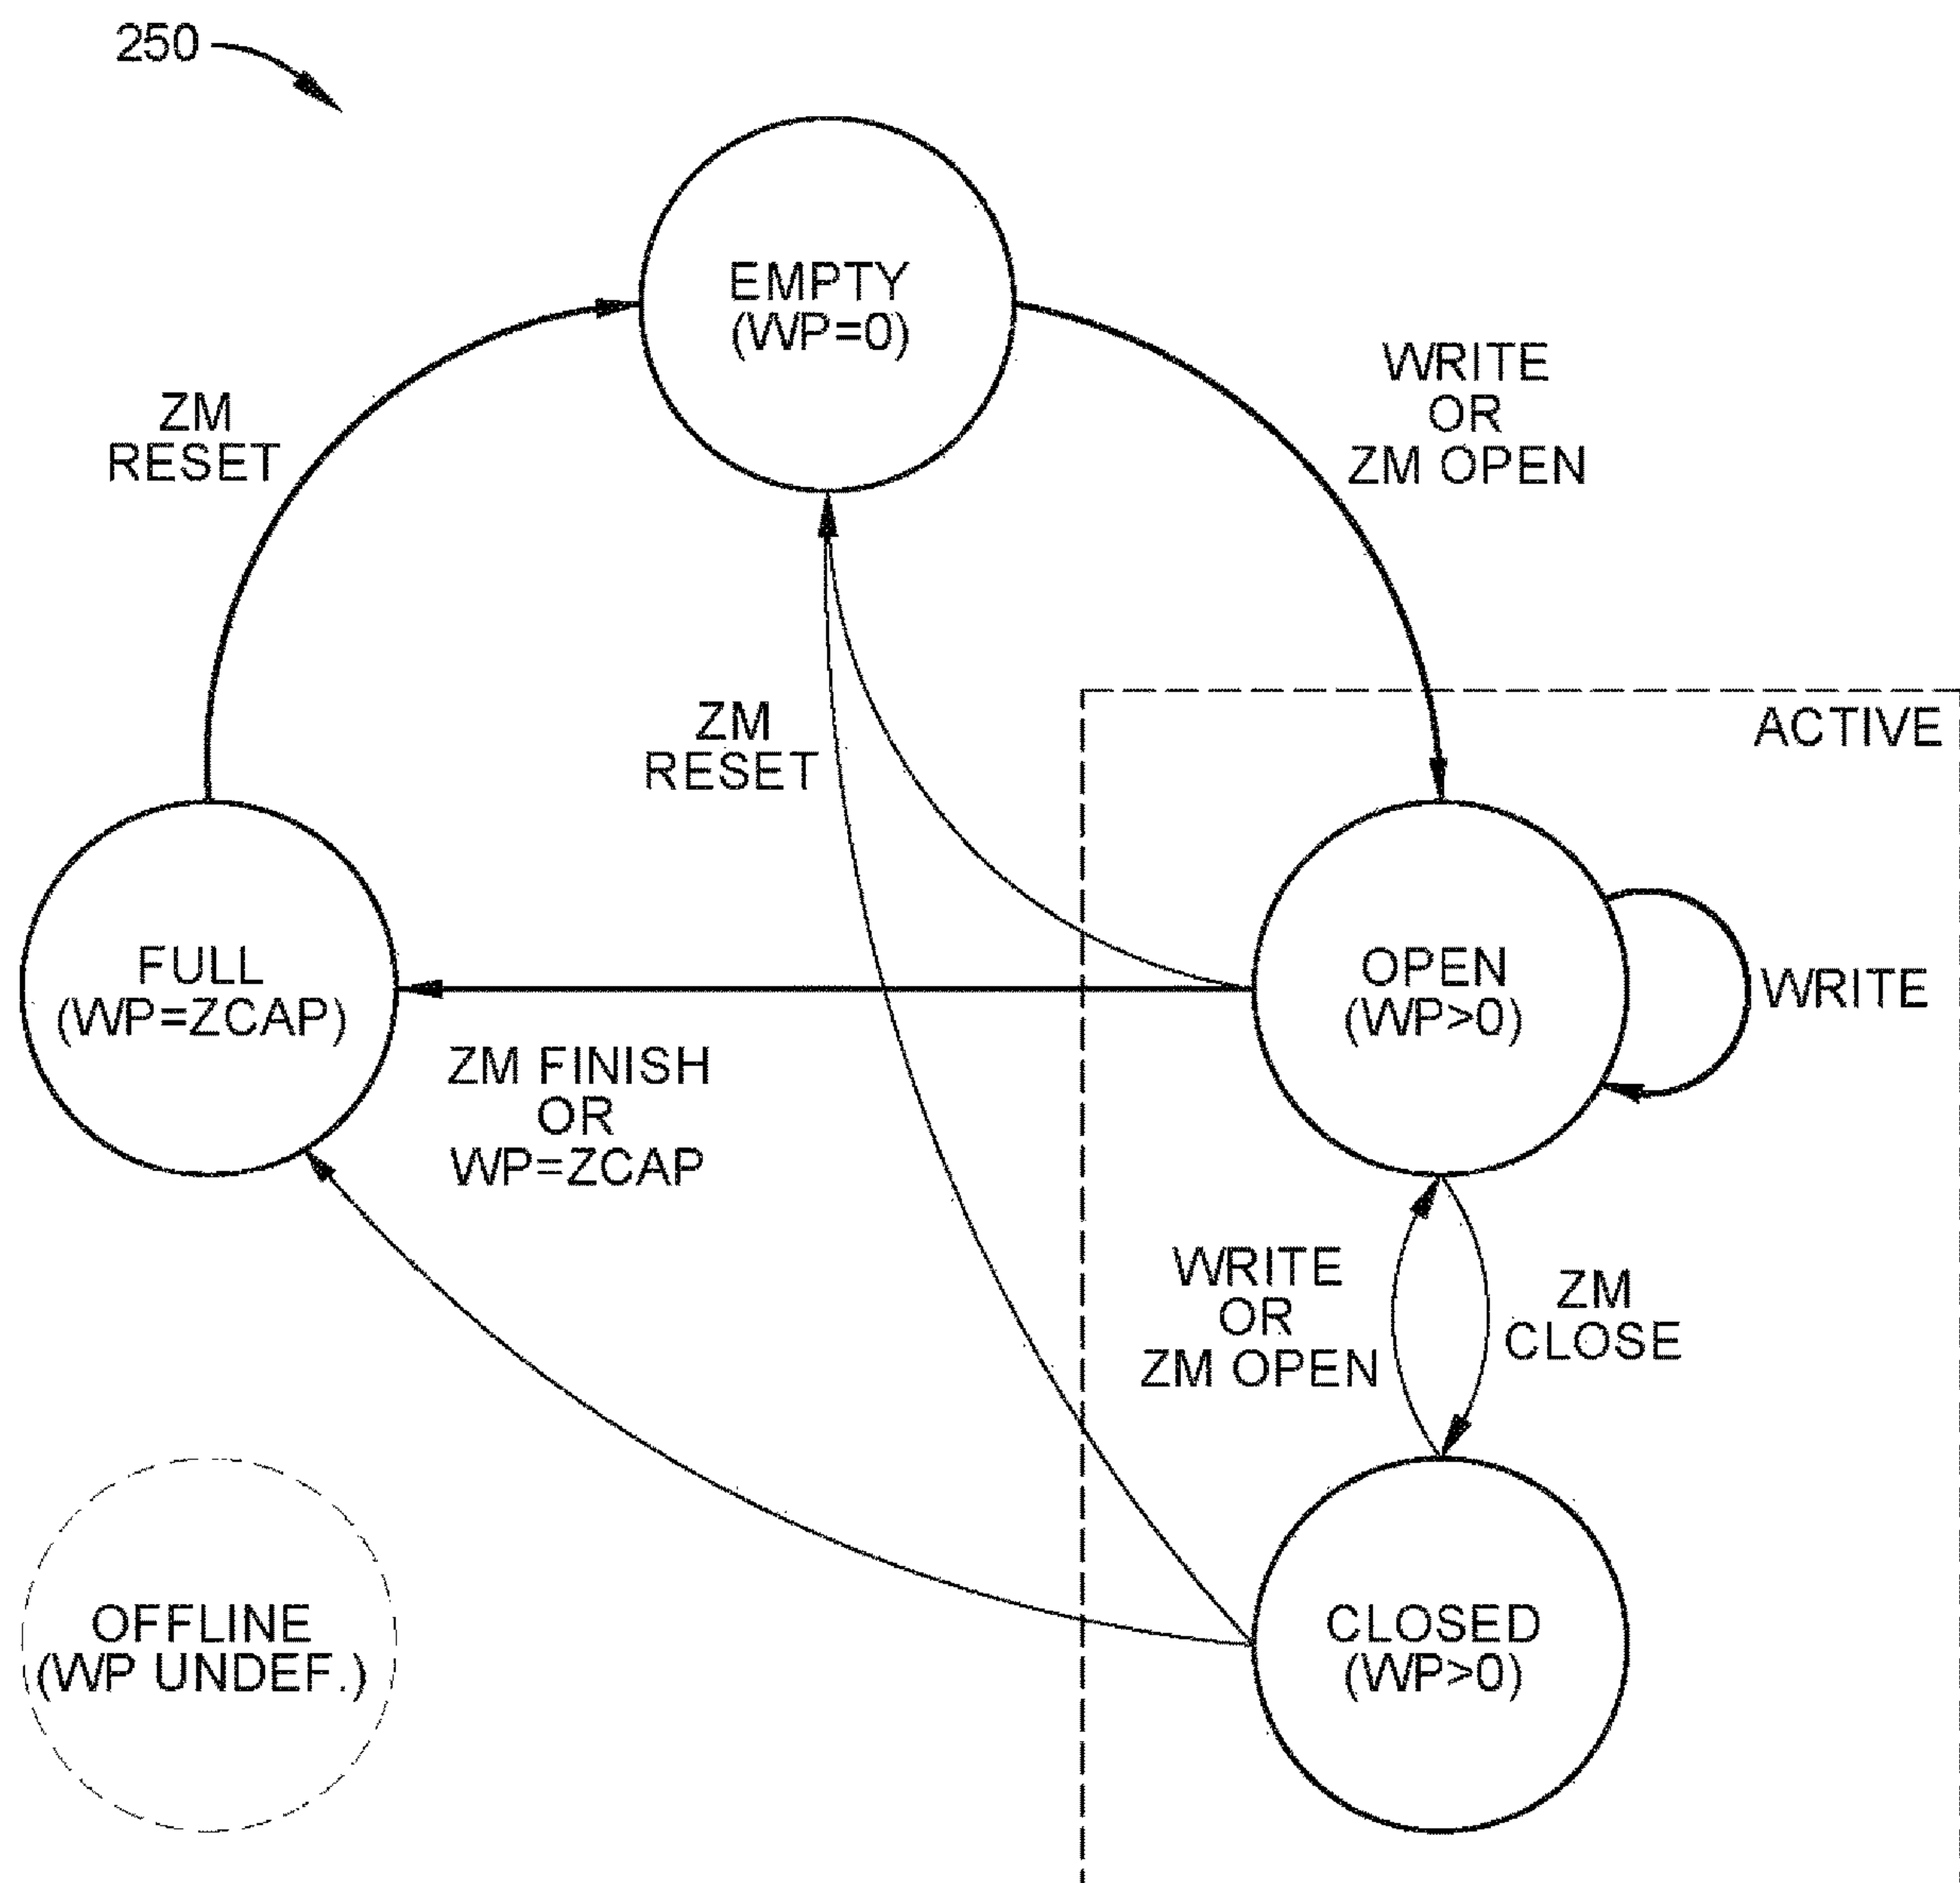 250
EMPTY
(WP=0)
WRITE
OR
ZM OPEN
ZM
RESET
ZM
RESET
ACTIVE
FULL
(WP=ZCAP)
OPEN
(WP>0)
WRITE
ZM FINISH
OR
WP=ZCAP
WRITE
OR
ZM OPEN
ZM
CLOSE
OFFLINE
(WP UNDEF.)
CLOSED
(WP>0)